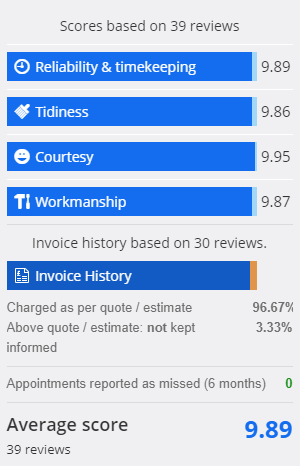 Scores based on 39 reviews
Reliability & timekeeping 9.89
Tidiness 9.86
Courtesy 9.95
Workmanship 9.87
Invoice history based on 30 reviews.
Invoice History
Charged as per quote / estimate 96.67%
Above quote / estimate: not kept 3.33%
informed
Appointments reported as missed (6 months) 0
Average score 9.89
39 reviews